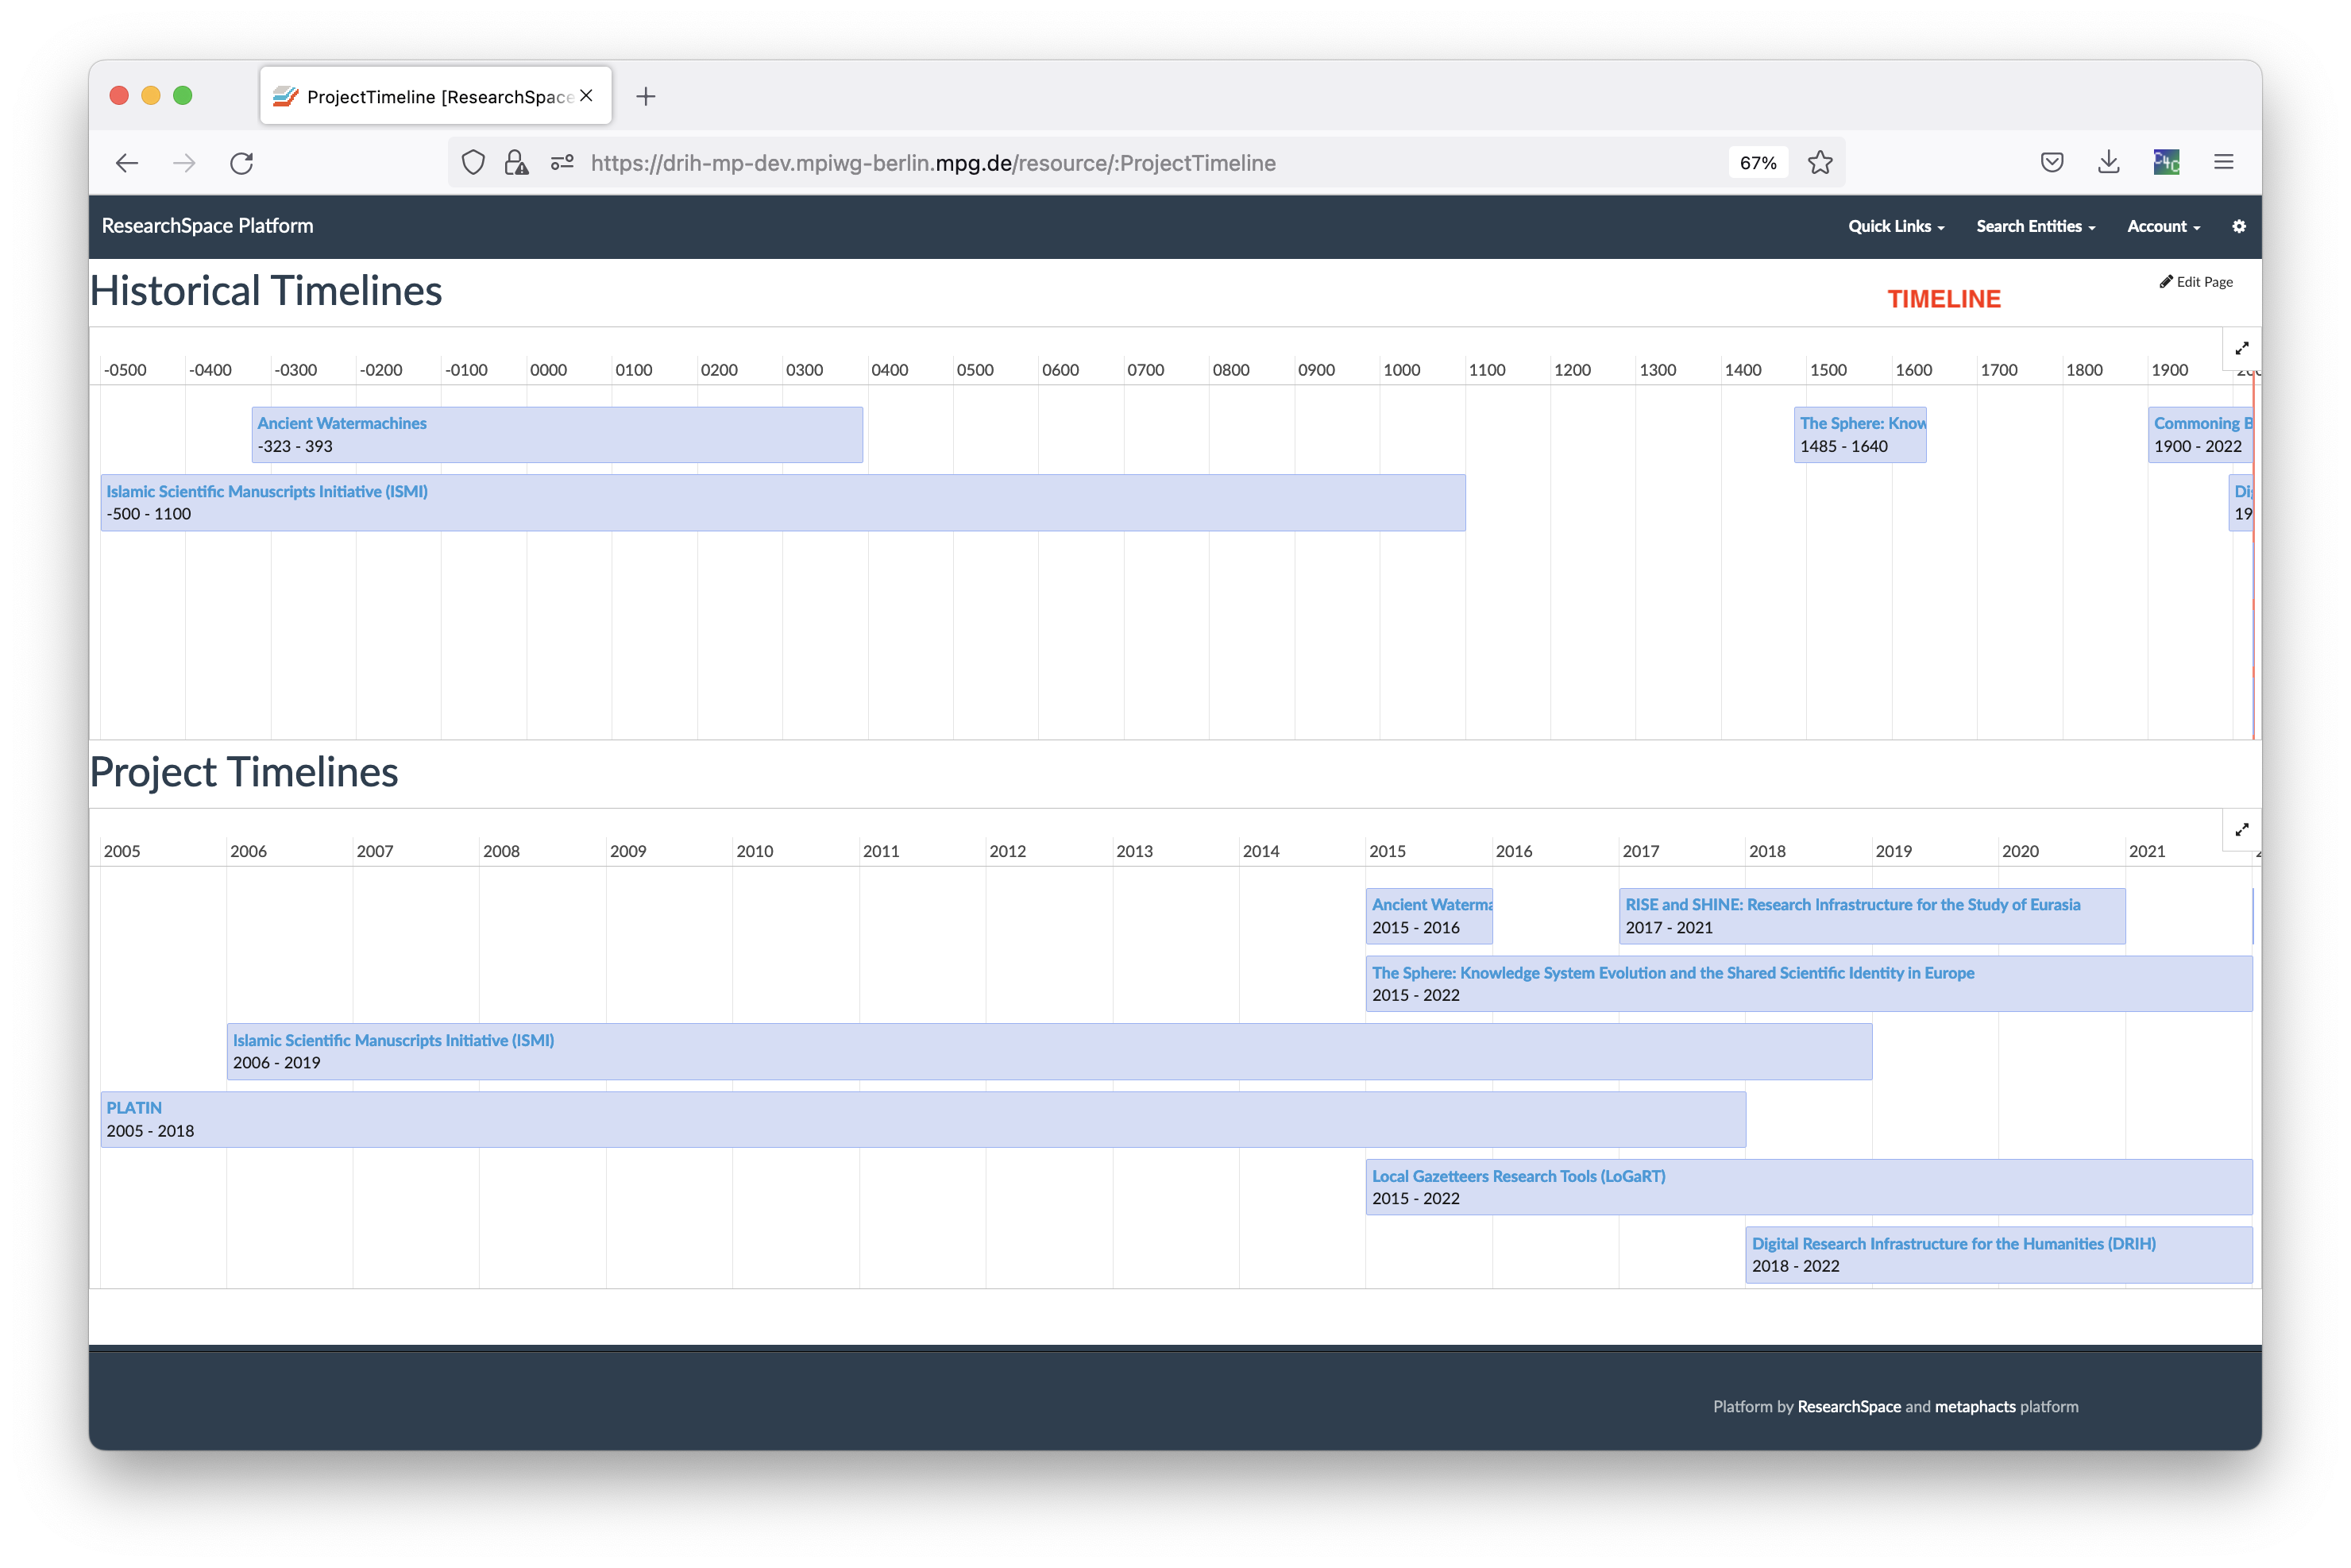 ProjectTimeline [ResearchSpace
https://drih-mp-dev.mpiwg-berlin.mpg.de/resource/:ProjectTimeline
67%
ResearchSpace Platform
Quick Links
Search Entities
Account
Historical Timelines
TIMELINE
Edit Page
-0500 -0400 -0300 -0200 -0100 0000 0100 0200 0300 0400 0500 0600 0700 0800 0900 1000 1100 1200 1300 1400 1500 1600 1700 1800 1900
Ancient Watermachines
-323 - 393
The Sphere: Know
1485 - 1640
Commoning B
1900 - 2022
Islamic Scientific Manuscripts Initiative (ISMI)
-500 - 1100
Di
19
Project Timelines
2005 2006 2007 2008 2009 2010 2011 2012 2013 2014 2015 2016 2017 2018 2019 2020 2021
Ancient Waterma
2015 - 2016
RISE and SHINE: Research Infrastructure for the Study of Eurasia
2017 - 2021
The Sphere: Knowledge System Evolution and the Shared Scientific Identity in Europe
2015 - 2022
Islamic Scientific Manuscripts Initiative (ISMI)
2006 - 2019
PLATIN
2005 - 2018
Local Gazetteers Research Tools (LoGaRT)
2015 - 2022
Digital Research Infrastructure for the Humanities (DRIH)
2018 - 2022
Platform by ResearchSpace and metaphacts platform